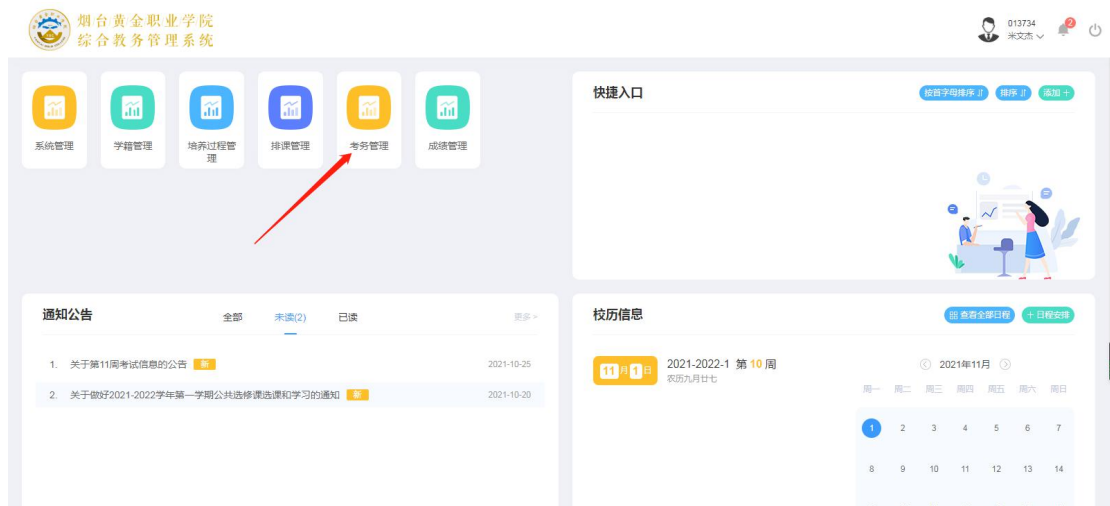 烟台黄金职业学院
综合教务管理系统
013734
米文杰
2
系统管理
学籍管理
培养过程管
理
排课管理
考务管理
成绩管理
快捷入口
按首字母排序
排序
添加 +
通知公告
全部
未读(2)
已读
更多
1. 关于第11周考试信息的公告 新
2021-10-25
2. 关于做好2021-2022学年第一学期公共选修课选课和学习的通知 新
2021-10-20
校历信息
查看全部日程
+ 日程安排
11 月 1 日
2021-2022-1 第 10 周
农历九月廿七
2021年11月
周一 周二 周三 周四 周五 周六 周日
1 2 3 4 5 6 7
8 9 10 11 12 13 14